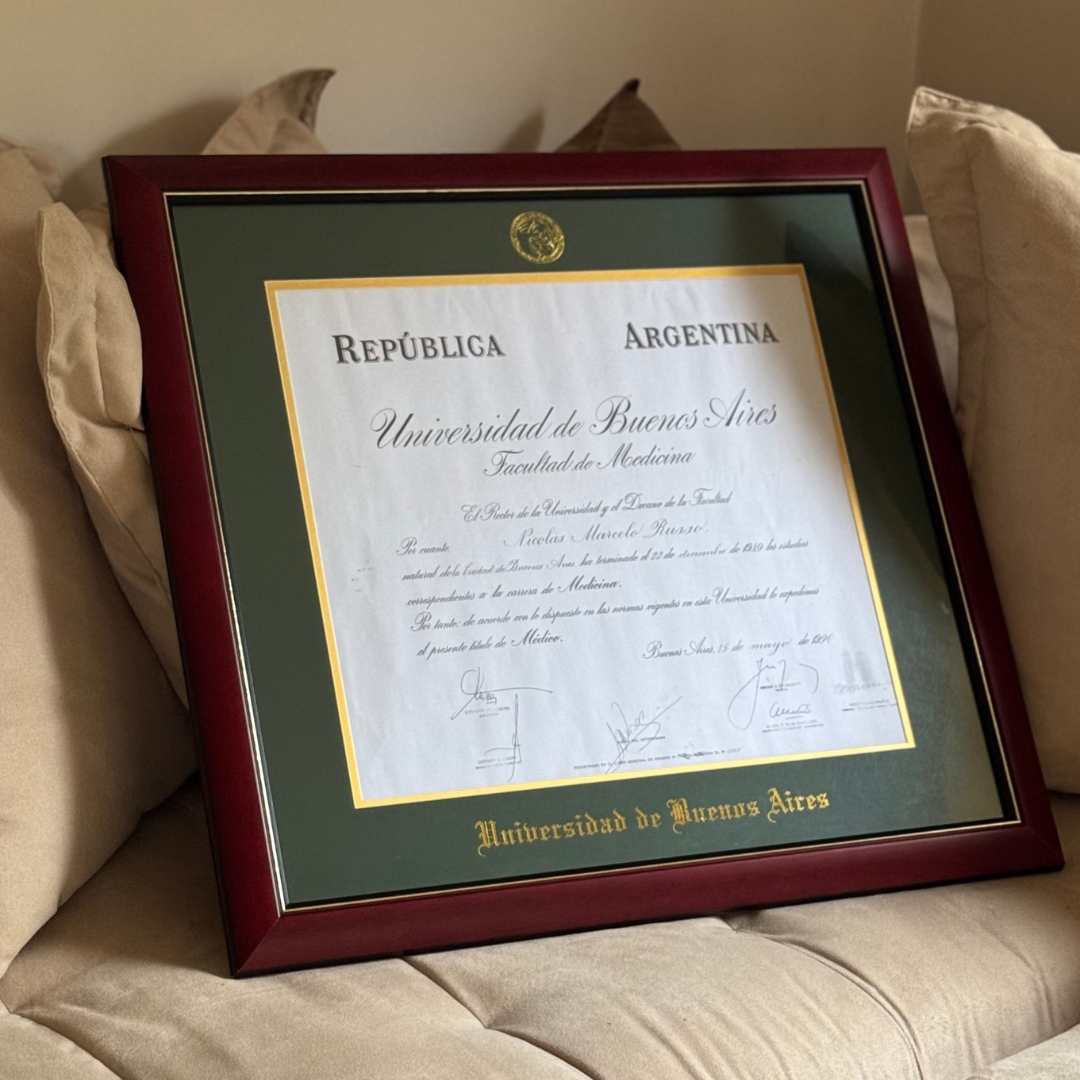 REPÚBLICA ARGENTINA
Universidad de Buenos Aires
Facultad de Medicina
El Rector de la Universidad y el Decano de la Facultad
Por cuanto Nicolás Marcelo Russo
natural de la Ciudad de Buenos Aires ha terminado el 22 de diciembre de 1989 los estudios
correspondientes a la carrera de Medicina.
Por tanto: de acuerdo con lo dispuesto en las normas vigentes en esta Universidad le expedimos
el presente título de Médico.
Buenos Aires, 15 de mayo de 1990
Universidad de Buenos Aires